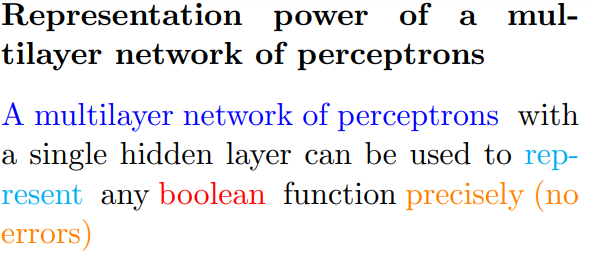 Representation power of a mul-
tilayer network of perceptrons
A multilayer network of perceptrons with
a single hidden layer can be used to rep-
resent any boolean function precisely (no
errors)